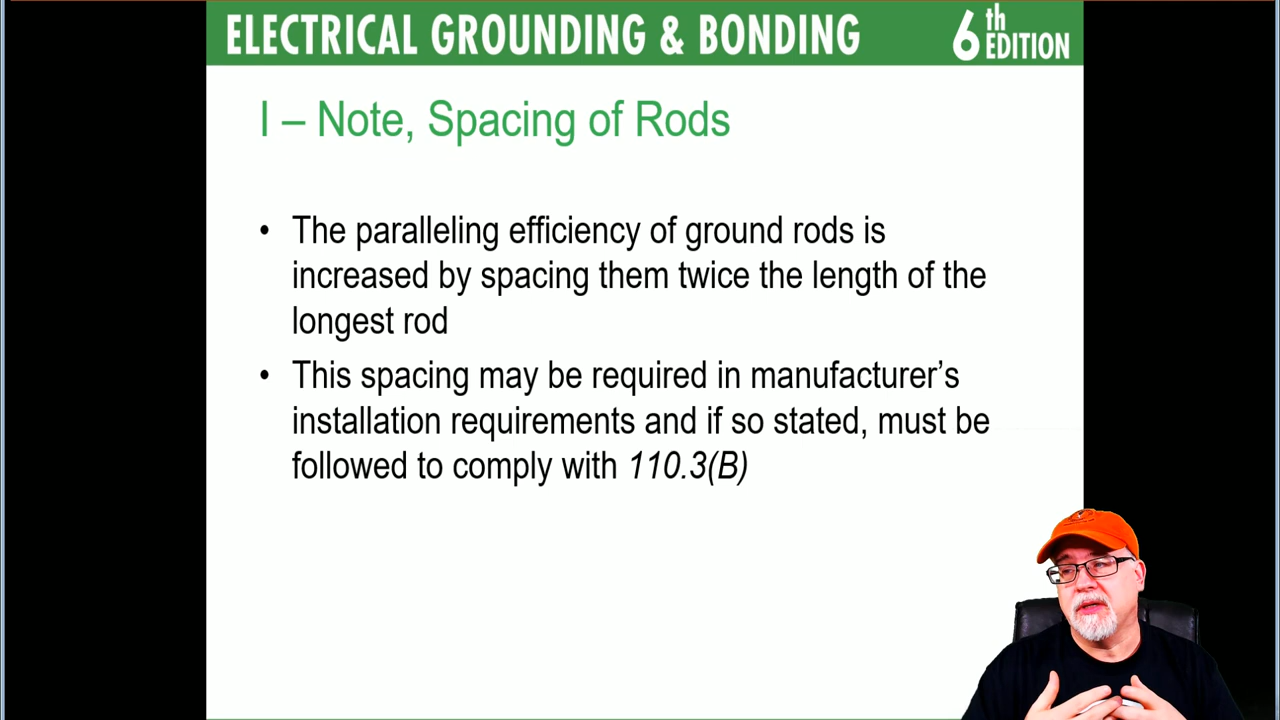 ELECTRICAL GROUNDING & BONDING 6th EDITION
I – Note, Spacing of Rods
• The paralleling efficiency of ground rods is
increased by spacing them twice the length of the
longest rod
• This spacing may be required in manufacturer’s
installation requirements and if so stated, must be
followed to comply with 110.3(B)